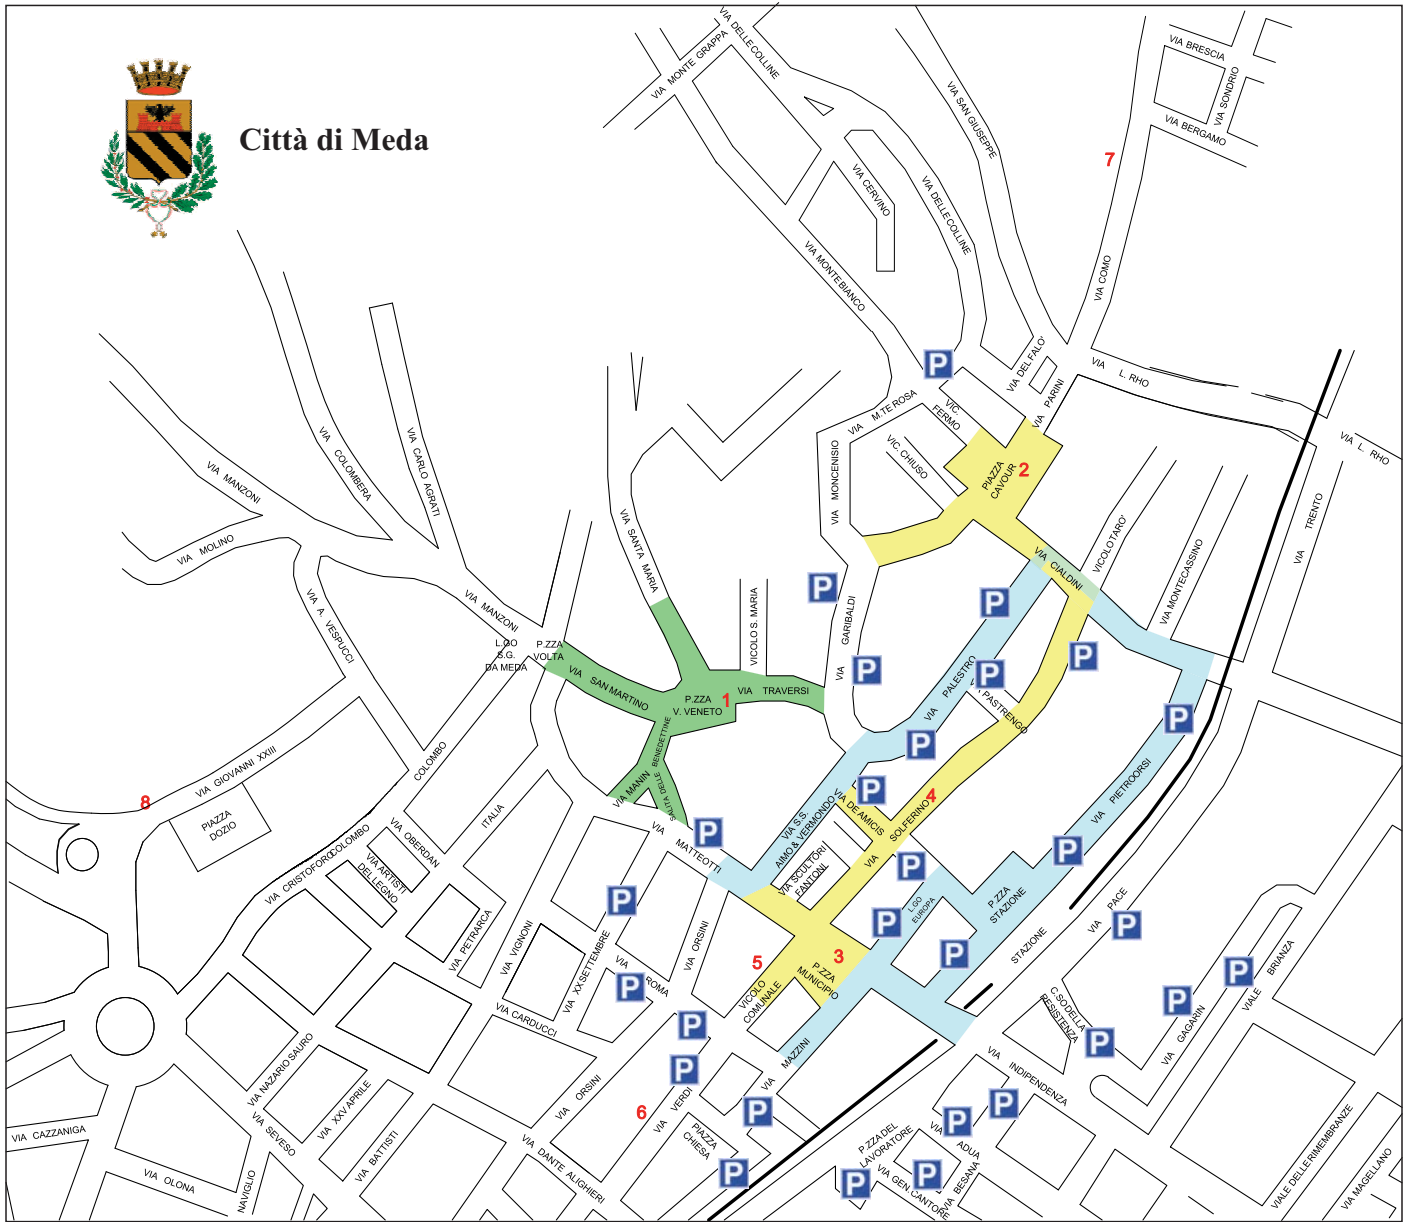 Città di Meda
VIA DELLE COLLINE
VIA MONTE GRAPPA
VIA BRESCIA
VIA SONDRIO
VIA BERGAMO
VIA SAN GIUSEPPE
7
VIA CERVINO
VIA DELLE COLLINE
VIA MONTE BIANCO
VIA COMO
P
VIA DEL FALO'
VIA L. RHO
VIA PARINI
VIA M.TE ROSA
VIC.
FERMO
VIC. CHIUSO
VIA COLOMBERA
VIA CARLO AGRATI
VIA MANZONI
VIA MOLINO
VIA MONCENISIO
PIAZZA
CAVOUR
2
VIA L. RHO
VIA TRENTO
VIA SANTA MARIA
VICOLO TARO'
VIA CIALDINI
VIA MONTECASSINO
VIA A. VESPUCCI
VIA MANZONI
P
P
VICOLO S. MARIA
VIA GARIBALDI
L.GO
S.G.
DA MEDA
P.ZZA
VOLTA
VIA SAN MARTINO
P.ZZA
V. VENETO
1
VIA TRAVERSI
P
P
P
VIA PALESTRO
VIA PASTRENGO
P
P
COLOMBO
VIA GIOVANNI XXIII
8
PIAZZA
DOZIO
VIA MANIN
SALITA DELLE BENEDETTINE
VIA PIETROORSI
P
VIA DE AMICIS
4
VIA SOLFERINO
VIA S.S.
AIMO & VERMONDO
ITALIA
VIA OBERDAN
VIA MATTEOTTI
P
P
P
VIA CRISTOFORO COLOMBO
VIA ARTISTI
DEL LEGNO
VIA SCULTORI
FANTONI
L.GO
EUROPA
P.ZZA
STAZIONE
P
P
P
P
VIA PACE
STAZIONE
VIA PETRARCA
VIA VIGNONI
VIA XX SETTEMBRE
VIA ORSINI
VIA ROMA
P
5
3
P.ZZA
MUNICIPIO
VICOLO
COMUNALE
P
P
VIA GAGARIN
VIALE BRIANZA
C.SO DELLA
RESISTENZA
P
VIA CARDUCCI
P
VIA NAZARIO SAURO
VIA MAZZINI
VIA INDIPENDENZA
P
P
VIA ORSINI
6
VIA VERDI
P
P
VIA XXV APRILE
VIA SEVESO
VIA CAZZANIGA
VIA BATTISTI
PIAZZA
CHIESA
P.ZZA DEL
LAVORATORE
VIA ADUA
VIALE DELLE RIMEMBRANZE
VIA MAGELLANO
VIA OLONA
NAVIGLIO
VIA DANTE ALIGHIERI
P
P
P
VIA GEN. CANTORE
VIA BESANA